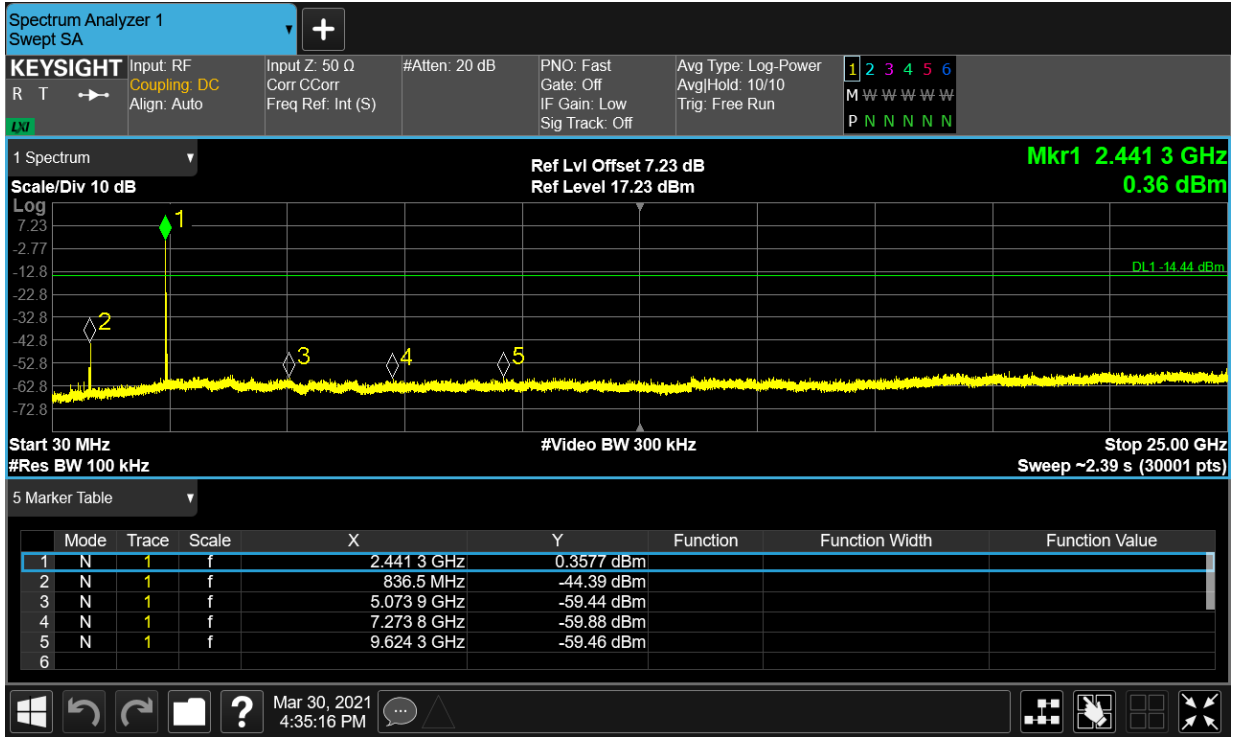 Spectrum Analyzer 1
Swept SA
KEYSIGHT
R T
LXI
Input: RF
Coupling: DC
Align: Auto
Input Z: 50 Ω
Corr CCorr
Freq Ref: Int (S)
#Atten: 20 dB
PNO: Fast
Gate: Off
IF Gain: Low
Sig Track: Off
Avg Type: Log-Power
Avg|Hold: 10/10
Trig: Free Run
1 2 3 4 5 6
M W W W W W
P N N N N N
1 Spectrum
Scale/Div 10 dB
Ref Lvl Offset 7.23 dB
Ref Level 17.23 dBm
Mkr1 2.441 3 GHz
0.36 dBm
Log
7.23
-2.77
-12.8
-22.8
-32.8
-42.8
-52.8
-62.8
-72.8
1
2
3
4
5
DL1 -14.44 dBm
Start 30 MHz
#Res BW 100 kHz
#Video BW 300 kHz
Stop 25.00 GHz
Sweep ~2.39 s (30001 pts)
5 Marker Table
Mode Trace Scale X Y Function Function Width Function Value
1 N 1 f 2.441 3 GHz 0.3577 dBm
2 N 1 f 836.5 MHz -44.39 dBm
3 N 1 f 5.073 9 GHz -59.44 dBm
4 N 1 f 7.273 8 GHz -59.88 dBm
5 N 1 f 9.624 3 GHz -59.46 dBm
6
?
Mar 30, 2021
4:35:16 PM